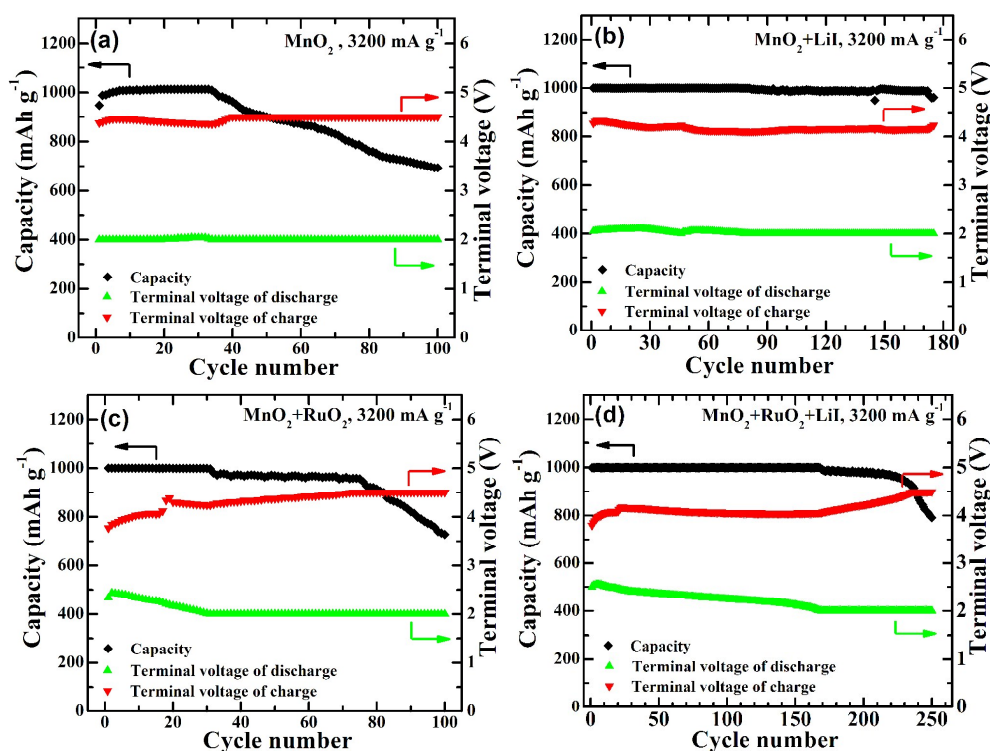 (a)
MnO₂ , 3200 mA g⁻¹
Capacity (mAh g⁻¹)
1200
1000
800
600
400
200
0
Terminal voltage (V)
6
5
4
3
2
1
0
Capacity
Terminal voltage of discharge
Terminal voltage of charge
0 20 40 60 80 100
Cycle number
(b)
MnO₂+LiI, 3200 mA g⁻¹
Capacity (mAh g⁻¹)
1200
1000
800
600
400
200
0
Terminal voltage (V)
6
5
4
3
2
1
0
Capacity
Terminal voltage of discharge
Terminal voltage of charge
0 30 60 90 120 150 180
Cycle number
(c)
MnO₂+RuO₂, 3200 mA g⁻¹
Capacity (mAh g⁻¹)
1200
1000
800
600
400
200
0
Terminal voltage (V)
6
5
4
3
2
1
0
Capacity
Terminal voltage of discharge
Terminal voltage of charge
0 20 40 60 80 100
Cycle number
(d)
MnO₂+RuO₂+LiI, 3200 mA g⁻¹
Capacity (mAh g⁻¹)
1200
1000
800
600
400
200
0
Terminal voltage (V)
6
5
4
3
2
1
0
Capacity
Terminal voltage of discharge
Terminal voltage of charge
0 50 100 150 200 250
Cycle number